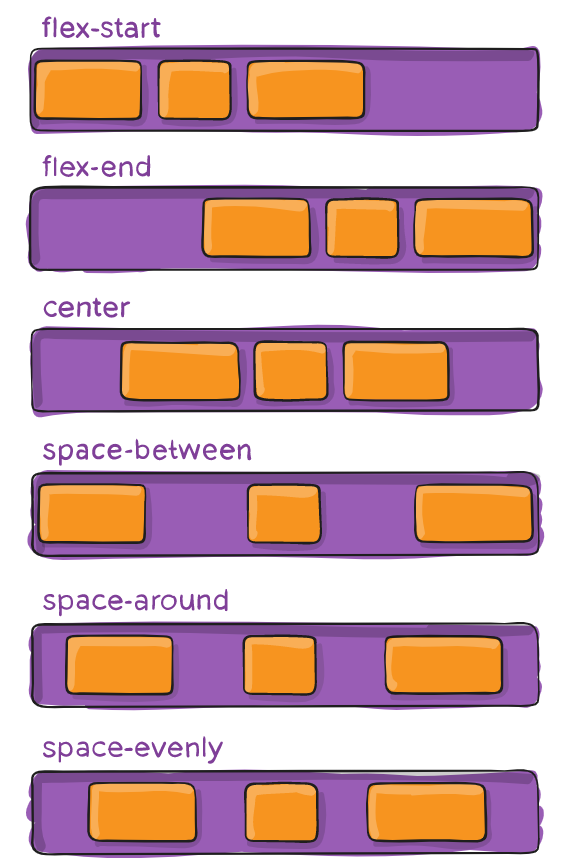 flex-start
flex-end
center
space-between
space-around
space-evenly